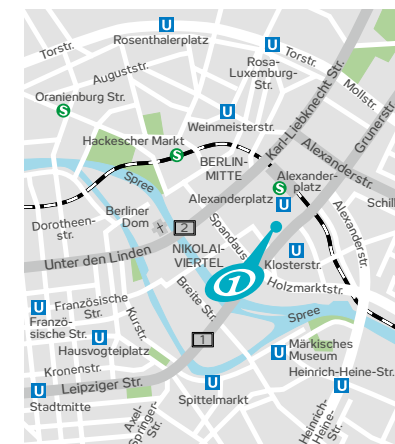 U
Rosenthalerplatz
U
Torstr.
Rosa-
Luxemburg-
Str.
Torstr.
Auguststr.
Oranienburg Str.
S
Mollstr.
U
Weinmeisterstr.
Karl-Liebknecht Str.
Grunerstr.
Hackescher Markt
S
BERLIN-
MITTE
Alexanderstr.
Alexander-
platz
S
Alexanderplatz
U
Schill
Spree
Berliner
Dom
2
Dorotheen-
str.
Spandaus
Alexanderstr.
Unter den Linden
NIKOLAI-
VIERTEL
U
Klosterstr.
i
Holzmarktstr.
Breite Str.
Spree
U
Französische
Str.
Franzö-
sische Str.
Kurstr.
U
Hausvogteiplatz
1
U
Märkisches
Museum
Kronenstr.
Heinrich-Heine-Str.
U
U
Leipziger Str.
Stadtmitte
U
Spittelmarkt
Axel-
Springer-
Str.
Heinrich-
Heine-
Str.